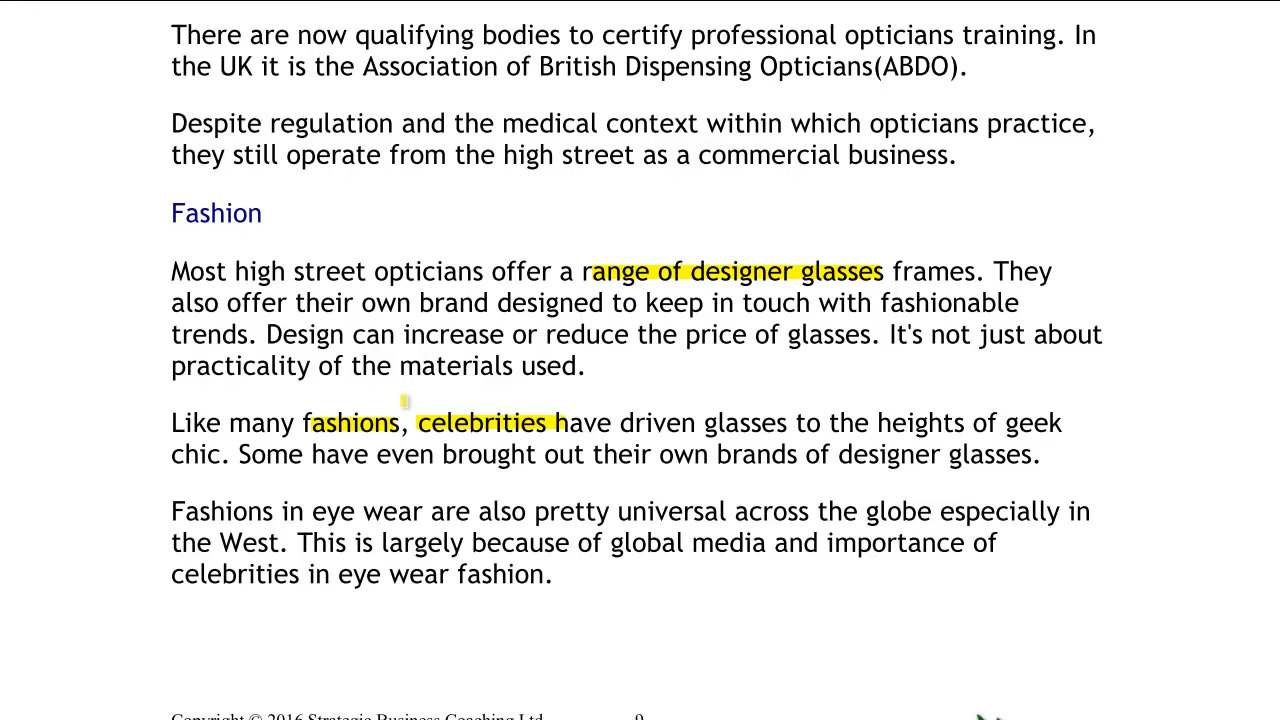 There are now qualifying bodies to certify professional opticians training. In
the UK it is the Association of British Dispensing Opticians(ABDO).
Despite regulation and the medical context within which opticians practice,
they still operate from the high street as a commercial business.
Fashion
Most high street opticians offer a range of designer glasses frames. They
also offer their own brand designed to keep in touch with fashionable
trends. Design can increase or reduce the price of glasses. It's not just about
practicality of the materials used.
Like many fashions, celebrities have driven glasses to the heights of geek
chic. Some have even brought out their own brands of designer glasses.
Fashions in eye wear are also pretty universal across the globe especially in
the West. This is largely because of global media and importance of
celebrities in eye wear fashion.
Copyright © 2016 Strategic Business Coaching Ltd 9